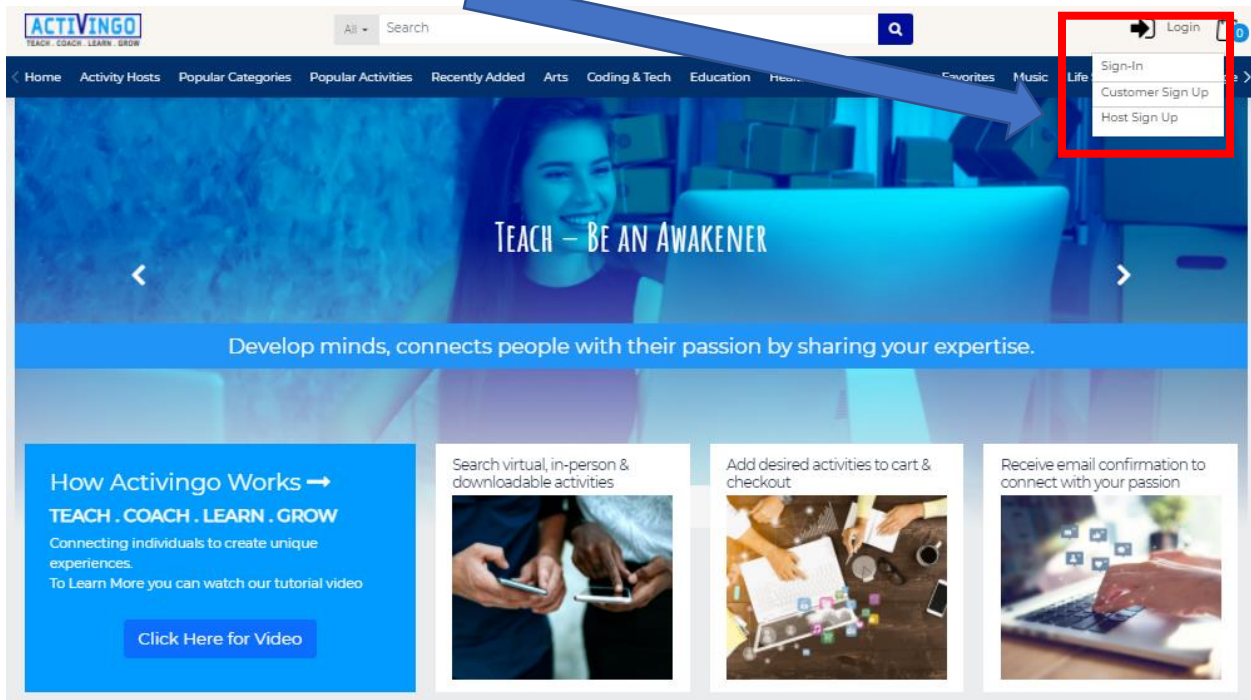 ACTIVINGO
TEACH . COACH . LEARN . GROW
All
Search
Login
0
Sign-In
Customer Sign Up
Host Sign Up
Home Activity Hosts Popular Categories Popular Activities Recently Added Arts Coding & Tech Education Favorites Music Life
TEACH – BE AN AWAKENER
Develop minds, connects people with their passion by sharing your expertise.
How Activingo Works
TEACH . COACH . LEARN . GROW
Connecting individuals to create unique
experiences.
To Learn More you can watch our tutorial video
Click Here for Video
Search virtual, in-person &
downloadable activities
Add desired activities to cart &
checkout
Receive email confirmation to
connect with your passion